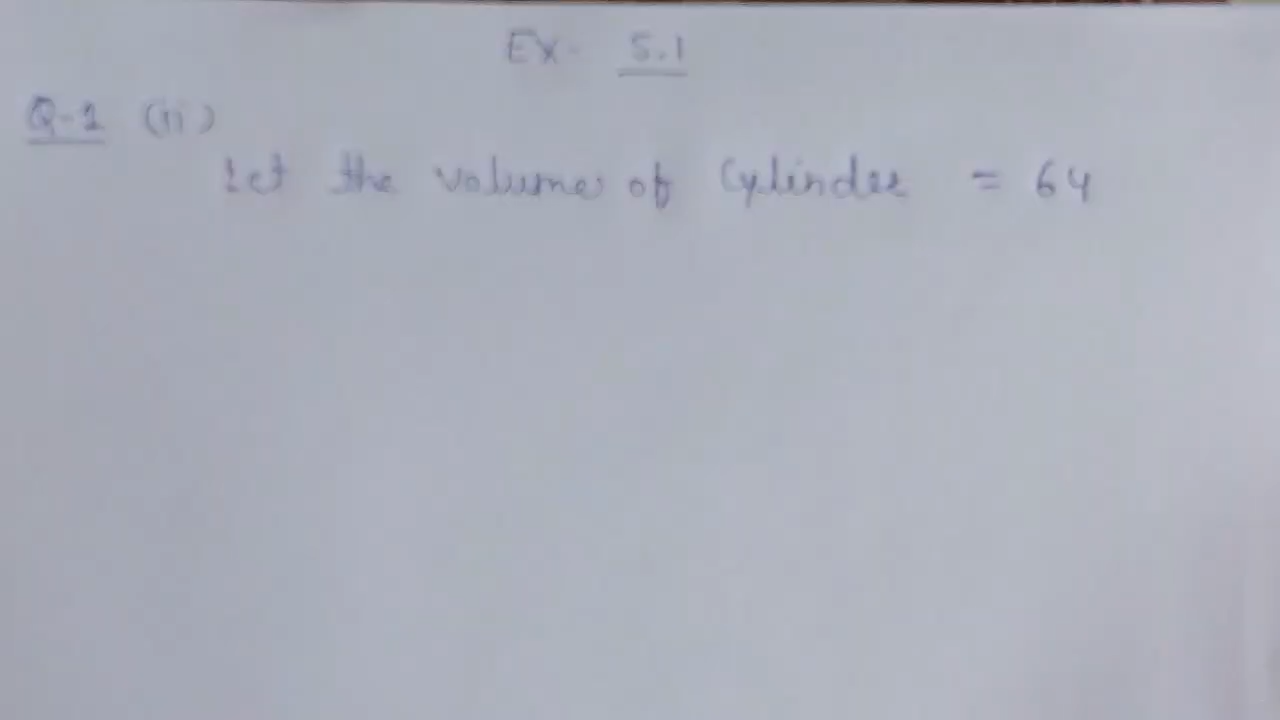 Ex- 5.1
Q-1 (ii)
Let the volume of Cylinder = 64